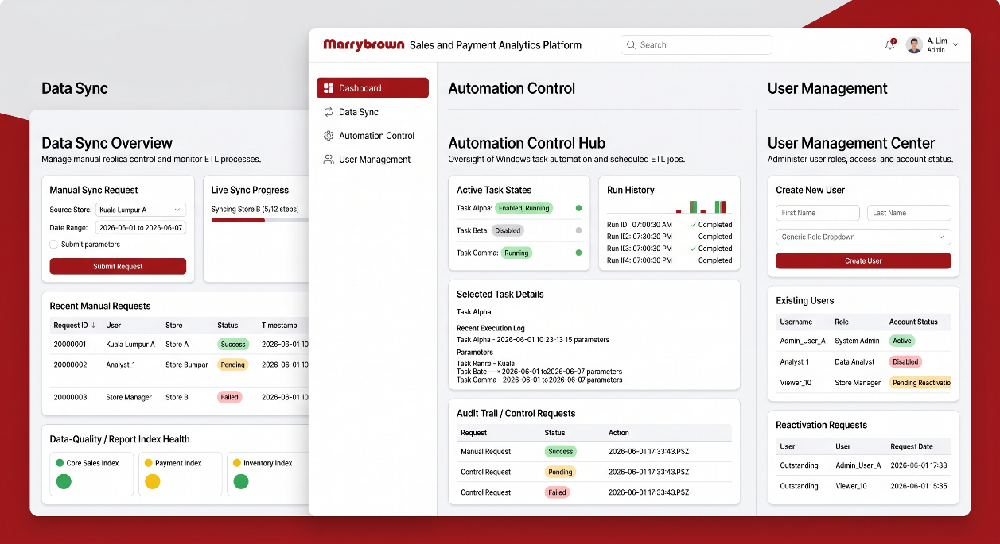 Marrybrown Sales and Payment Analytics Platform
Search
A. Lim
Admin
Dashboard
Data Sync
Automation Control
User Management
Data Sync
Data Sync Overview
Manage manual replica control and monitor ETL processes.
Manual Sync Request
Source Store: Kuala Lumpur A
Date Range: 2026-06-01 to 2026-06-07
Submit parameters
Submit Request
Live Sync Progress
Syncing Store B (5/12 steps)
Recent Manual Requests
Request ID ↓ User Store Status Timestamp
20000001 Kuala Lumpur A Store A Success 2026-06-01 10
20000002 Analyst_1 Store Bumpar Pending 2026-06-01 10
20000003 Store Manager Store B Failed 2026-06-01 10
Data-Quality / Report Index Health
Core Sales Index
Payment Index
Inventory Index
Automation Control
Automation Control Hub
Oversight of Windows task automation and scheduled ETL jobs.
Active Task States
Task Alpha: Enabled, Running
Task Beta: Disabled
Task Gamma: Running
Run History
Run ID: 07:00:30 AM ✓ Completed
Run 2: 07:30:20 PM Completed
Run 3: 07:00:30 PM ✓ Completed
Run 4: 07:00:30 PM Completed
Selected Task Details
Task Alpha
Recent Execution Log
Task Alpha - 2026-06-01 10:23-13:15 parameters
Parameters
Task Ranro - Kuala
Task Bate 2026-06-01 to2026-06-07 parameters
Task Gamma - 2026-06-01 to2026-06-07 parameters
Audit Trail / Control Requests
Request Status Action
Manual Request Success 2026-06-01 17:33:43.PSZ
Control Request Pending 2026-06-01 17:33:43.PSZ
Control Request Failed 2026-06-01 17:33:43.PSZ
User Management
User Management Center
Administer user roles, access, and account status.
Create New User
First Name
Last Name
Generic Role Dropdown
Create User
Existing Users
Username Role Account Status
Admin_User_A System Admin Active
Analyst_1 Data Analyst Disabled
Viewer_10 Store Manager Pending Reactivatio
Reactivation Requests
User User Request Date
Outstanding Admin_User_A 2026-06-01 17:33
Outstanding Viewer_10 2026-06-01 15:35